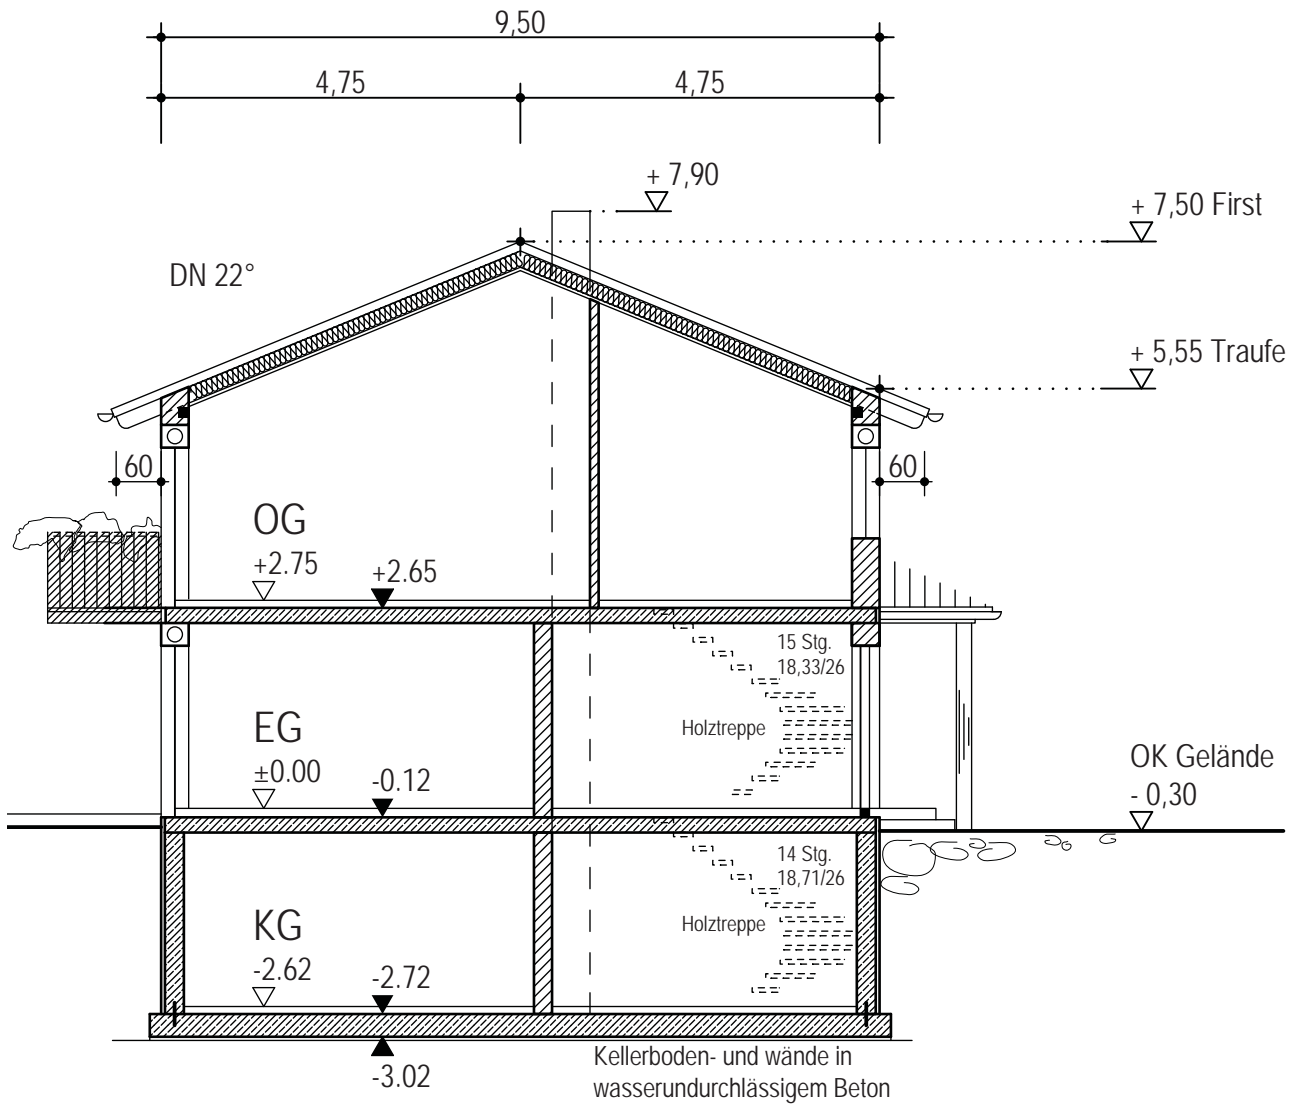 9,50
4,75
4,75
+ 7,90
+ 7,50 First
DN 22°
+ 5,55 Traufe
60
60
OG
+2.75
+2.65
15 Stg.
18,33/26
Holztreppe
EG
±0.00
-0.12
OK Gelände
- 0,30
14 Stg.
18,71/26
Holztreppe
KG
-2.62
-2.72
-3.02
Kellerboden- und wände in
wasserundurchlässigem Beton